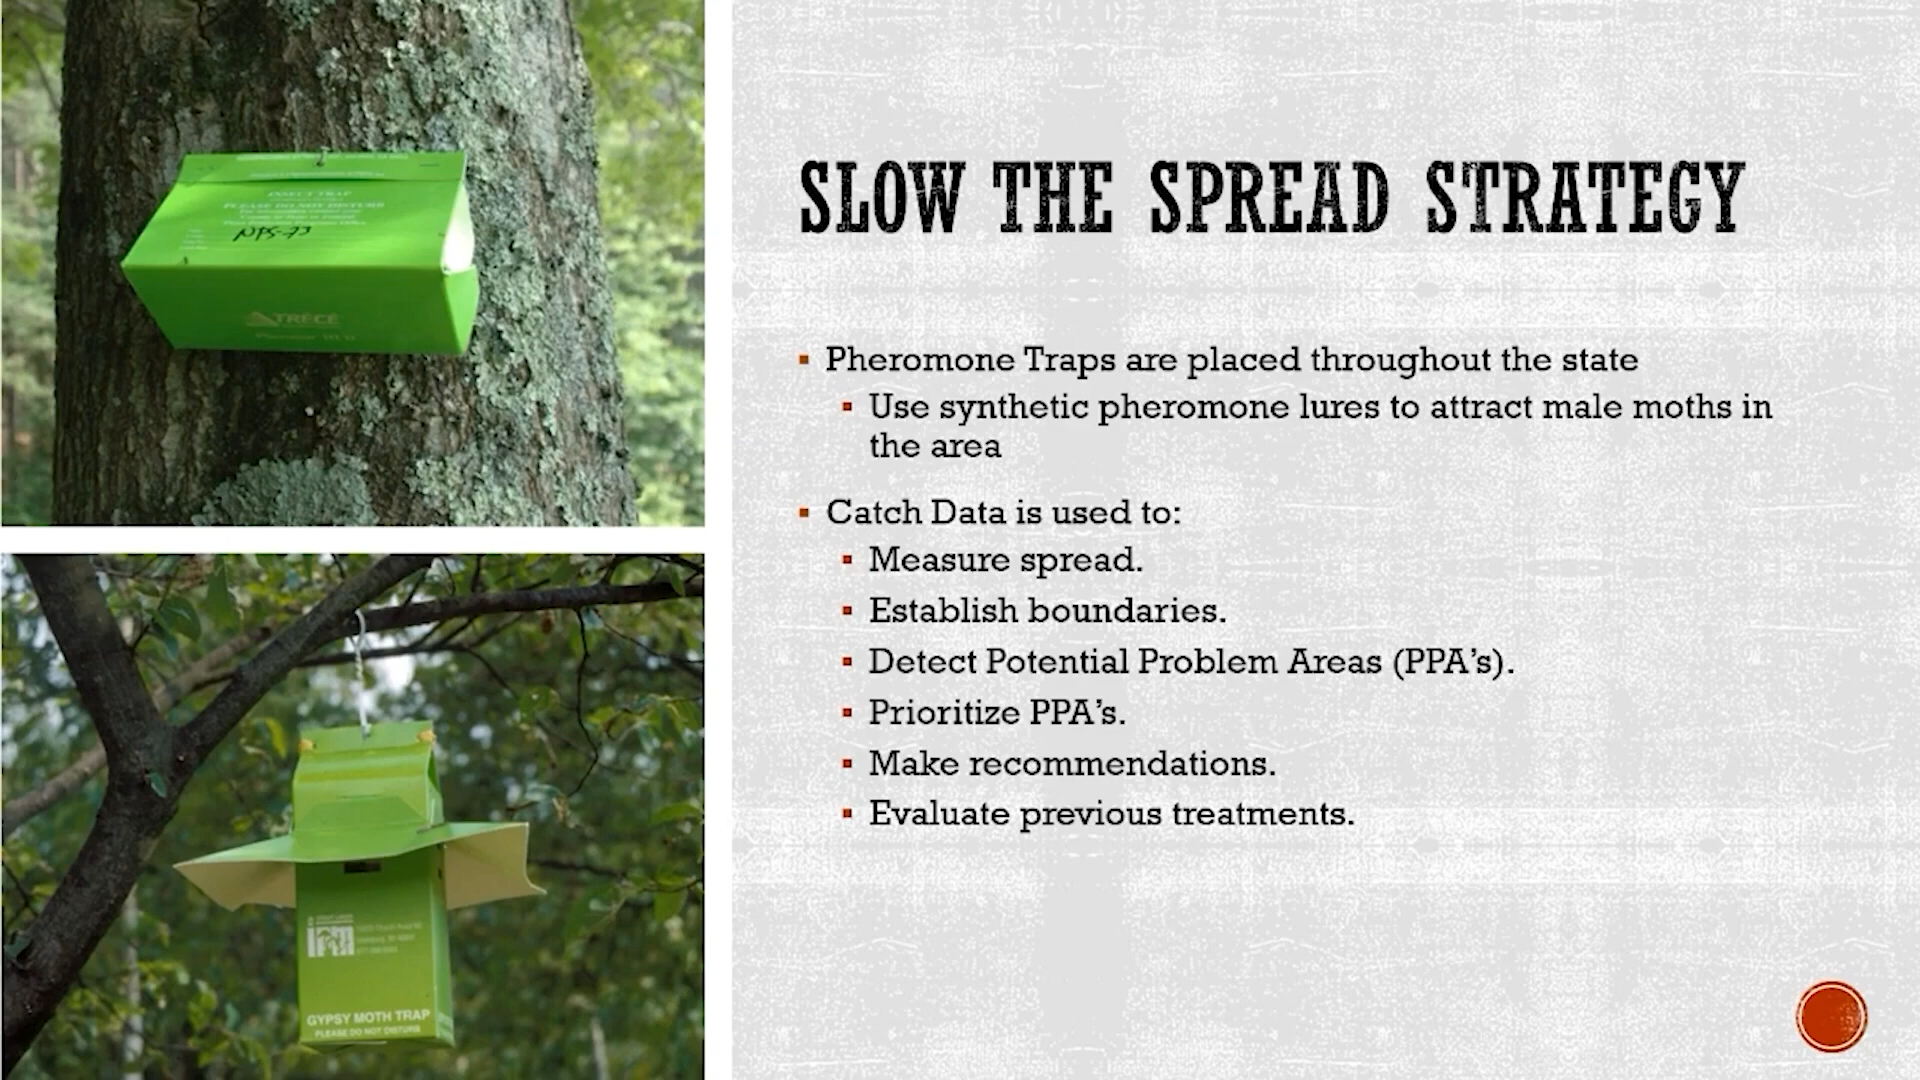 INSECT TRAP
PLEASE DO NOT DISTURB
TRÉCÉ
ipm
GYPSY MOTH TRAP
PLEASE DO NOT DISTURB
SLOW THE SPREAD STRATEGY
▪ Pheromone Traps are placed throughout the state
▪ Use synthetic pheromone lures to attract male moths in
the area
▪ Catch Data is used to:
▪ Measure spread.
▪ Establish boundaries.
▪ Detect Potential Problem Areas (PPA’s).
▪ Prioritize PPA’s.
▪ Make recommendations.
▪ Evaluate previous treatments.